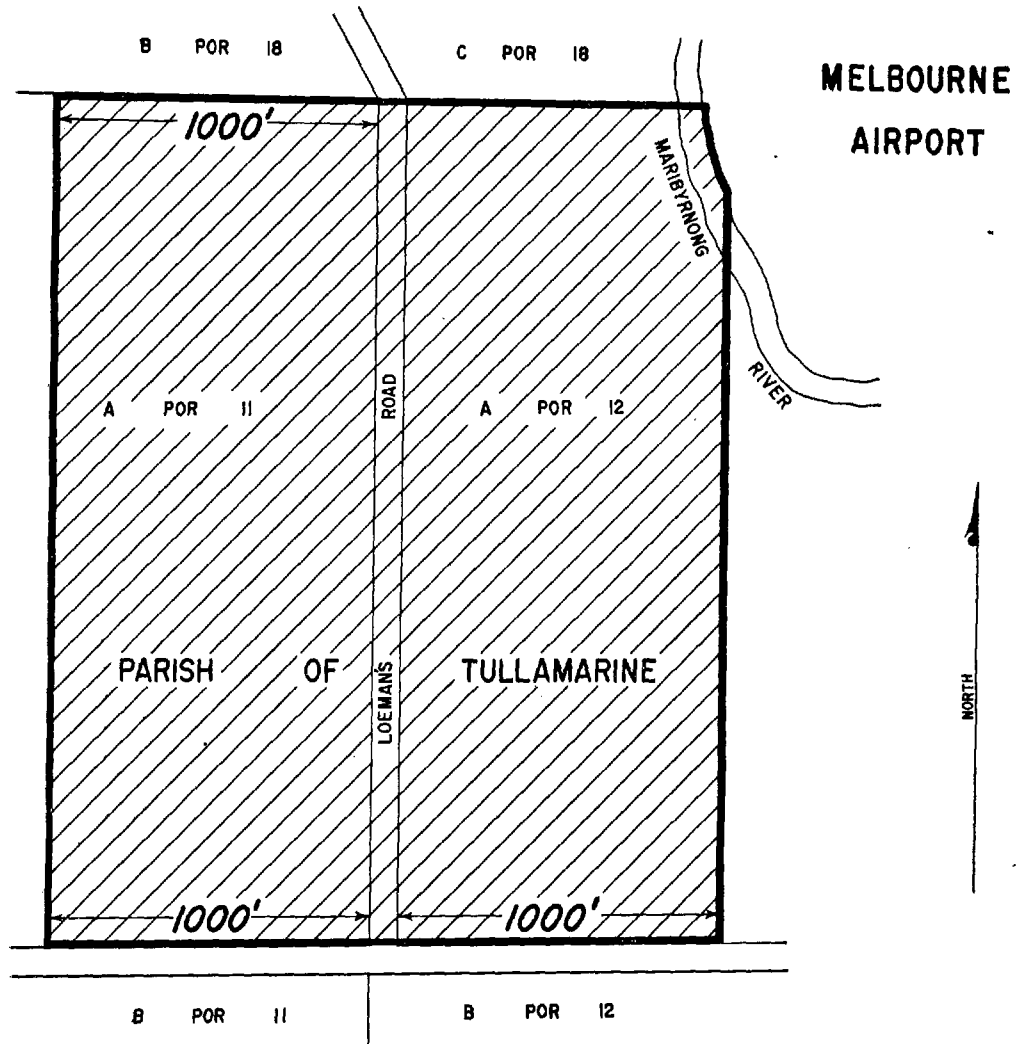 B POR 18
C POR 18
MELBOURNE
AIRPORT
1000'
MARIBYRNONG
RIVER
A POR 11
ROAD
A POR 12
PARISH OF TULLAMARINE
LOEMAN'S
NORTH
1000'
1000'
B POR 11
B POR 12